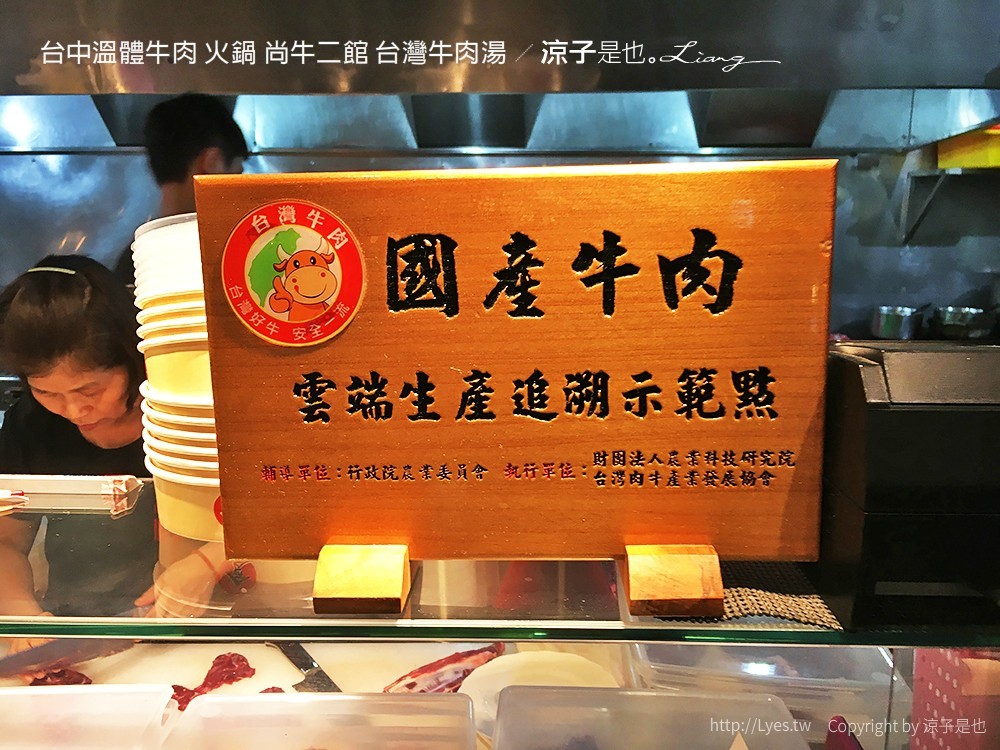 台中溫體牛肉 火鍋 尚牛二館 台灣牛肉湯 / 涼子是也。Liang
台灣牛肉
台灣好牛 安全一流
國產牛肉
雲端生產追溯示範點
輔導單位：行政院農業委員會 執行單位：財團法人農業科技研究院
台灣肉牛產業發展協會
http://Lyes.tw Copyright by 涼子是也